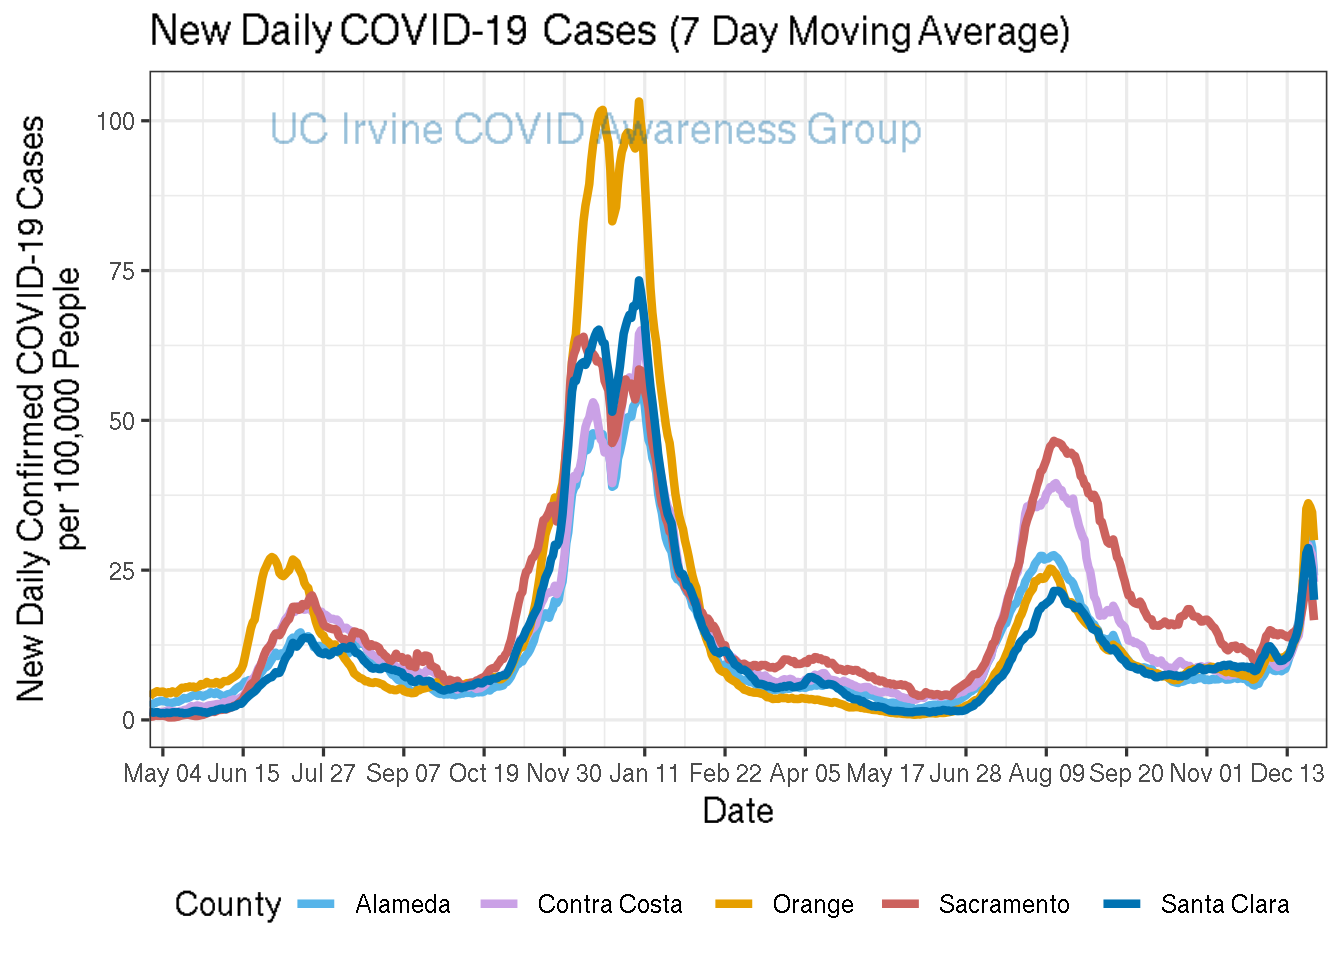 New Daily COVID-19 Cases (7 Day Moving Average)
UC Irvine COVID Awareness Group
New Daily Confirmed COVID-19 Cases
per 100,000 People
100
75
50
25
0
May 04 Jun 15 Jul 27 Sep 07 Oct 19 Nov 30 Jan 11 Feb 22 Apr 05 May 17 Jun 28 Aug 09 Sep 20 Nov 01 Dec 13
Date
County Alameda Contra Costa Orange Sacramento Santa Clara